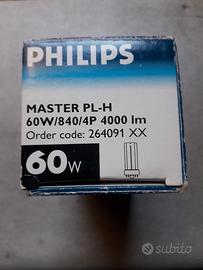 PHILIPS
MASTER PL-H
60W/840/4P 4000 lm
Order code: 264091 XX
60W
subito